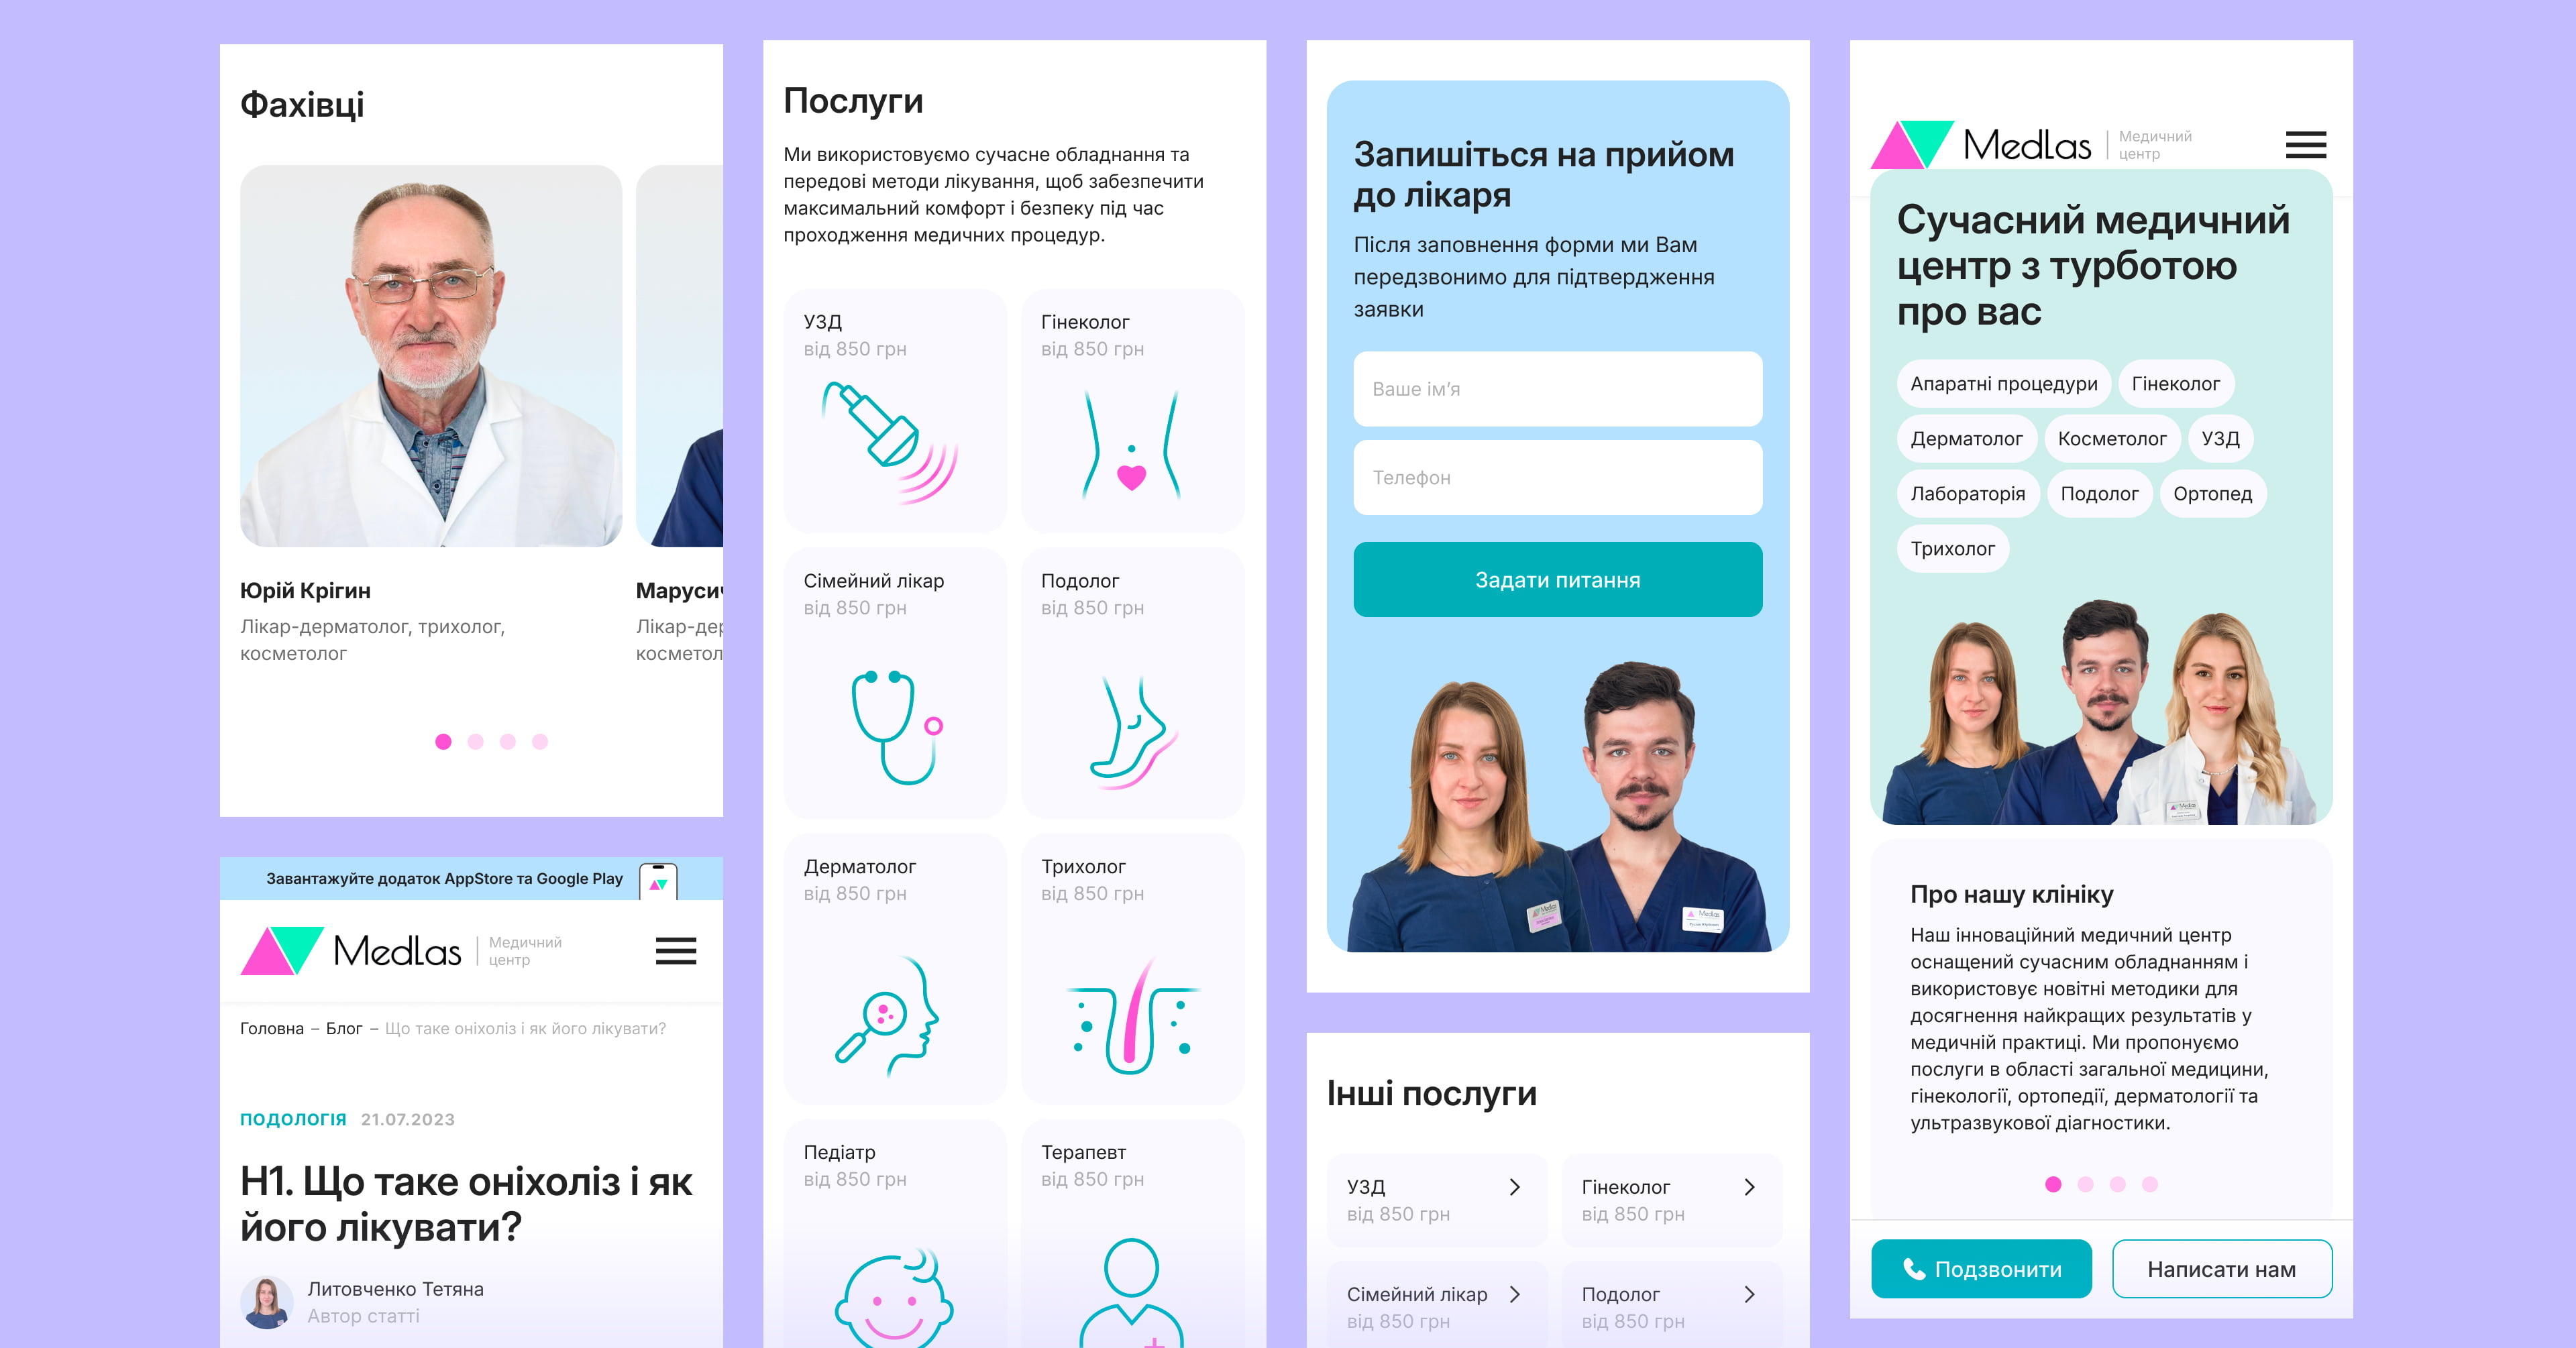 Фахівці
Юрій Крігин
Лікар-дерматолог, трихолог,
косметолог
Маруси
Лікар-дер
косметол
Завантажуйте додаток AppStore та Google Play
MedLas
Медичний
центр
Головна – Блог – Що таке оніхоліз і як його лікувати?
ПОДОЛОГІЯ 21.07.2023
H1. Що таке оніхоліз і як
його лікувати?
Литовченко Тетяна
Автор статті
Послуги
Ми використовуємо сучасне обладнання та
передові методи лікування, щоб забезпечити
максимальний комфорт і безпеку під час
проходження медичних процедур.
УЗД
від 850 грн
Гінеколог
від 850 грн
Сімейний лікар
від 850 грн
Подолог
від 850 грн
Дерматолог
від 850 грн
Трихолог
від 850 грн
Педіатр
від 850 грн
Терапевт
від 850 грн
Запишіться на прийом
до лікаря
Після заповнення форми ми Вам
передзвонимо для підтвердження
заявки
Ваше ім’я
Телефон
Задати питання
MedLas
MedLas
Інші послуги
УЗД
від 850 грн
Гінеколог
від 850 грн
Сімейний лікар
від 850 грн
Подолог
від 850 грн
MedLas
Медичний
центр
Сучасний медичний
центр з турботою
про вас
Апаратні процедури
Гінеколог
Дерматолог
Косметолог
УЗД
Лабораторія
Подолог
Ортопед
Трихолог
MedLas
Про нашу клініку
Наш інноваційний медичний центр
оснащений сучасним обладнанням і
використовує новітні методики для
досягнення найкращих результатів у
медичній практиці. Ми пропонуємо
послуги в області загальної медицини,
гінекології, ортопедії, дерматології та
ультразвукової діагностики.
Подзвонити
Написати нам